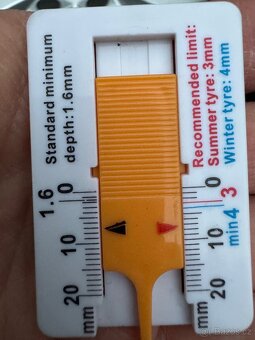 Standard minimum
depth:1.6mm
Recommended limit:
Summer tyre: 3mm
Winter tyre: 4mm
1.6
0
10
20
mm
0
3
min4
10
20
mm